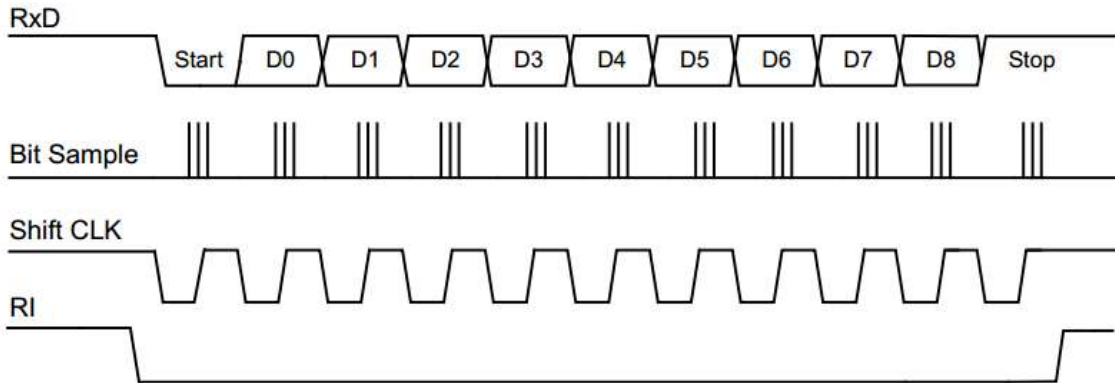 RxD
Start D0 D1 D2 D3 D4 D5 D6 D7 D8 Stop
Bit Sample
Shift CLK
RI